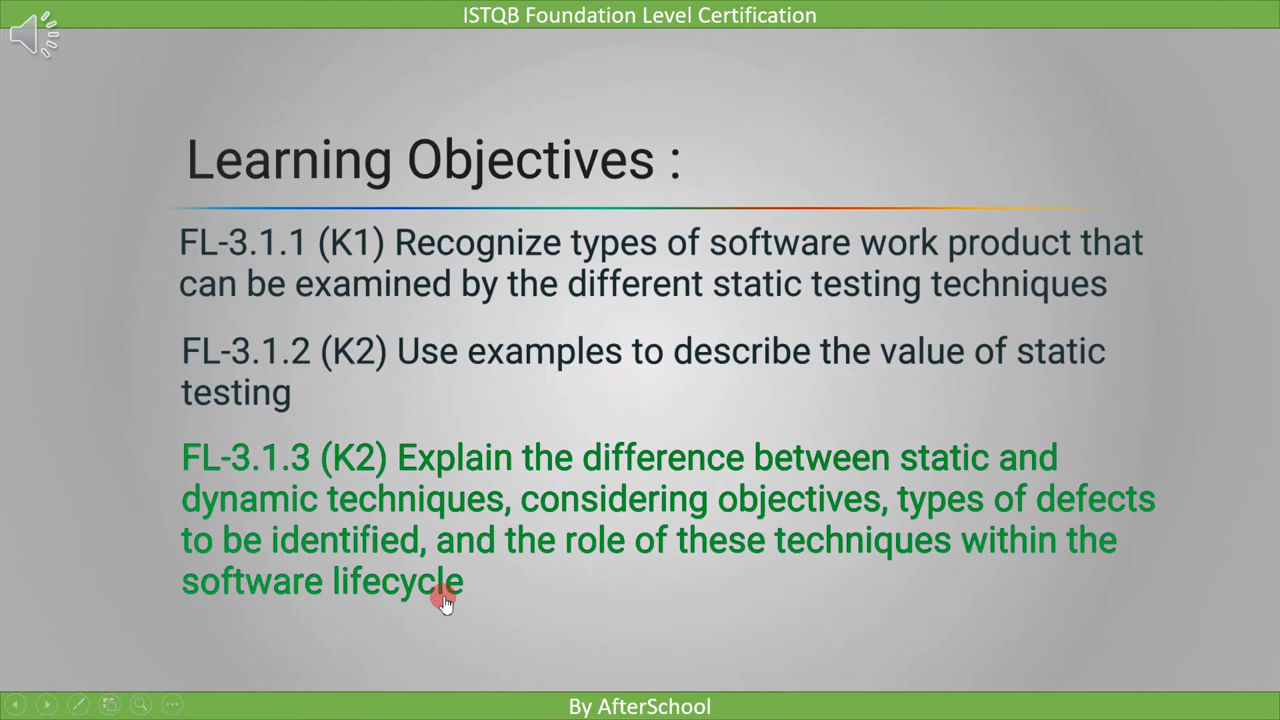 ISTQB Foundation Level Certification
Learning Objectives :
FL-3.1.1 (K1) Recognize types of software work product that
can be examined by the different static testing techniques
FL-3.1.2 (K2) Use examples to describe the value of static
testing
FL-3.1.3 (K2) Explain the difference between static and
dynamic techniques, considering objectives, types of defects
to be identified, and the role of these techniques within the
software lifecycle
By AfterSchool